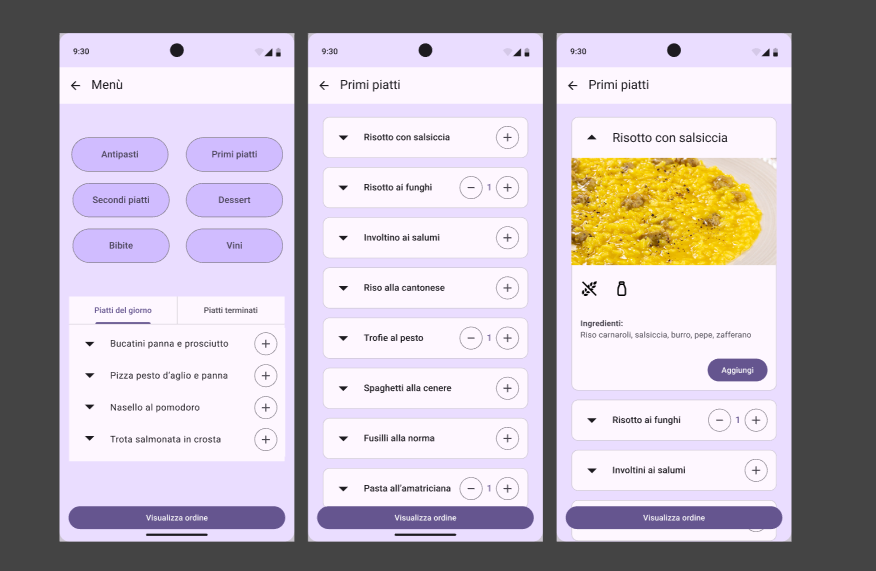 9:30
Menù
Antipasti
Primi piatti
Secondi piatti
Dessert
Bibite
Vini
Piatti del giorno
Piatti terminati
Bucatini panna e prosciutto
Pizza pesto d'aglio e panna
Nasello al pomodoro
Trota salmonata in crosta
Visualizza ordine
9:30
Primi piatti
Risotto con salsiccia
Risotto ai funghi
1
Involtino ai salumi
Riso alla cantonese
Trofie al pesto
1
Spaghetti alla cenere
Fusilli alla norma
Pasta all'amatriciana
1
Visualizza ordine
9:30
Primi piatti
Risotto con salsiccia
Ingredienti:
Riso carnaroli, salsiccia, burro, pepe, zafferano
Aggiungi
Risotto ai funghi
1
Involtini ai salumi
Visualizza ordine